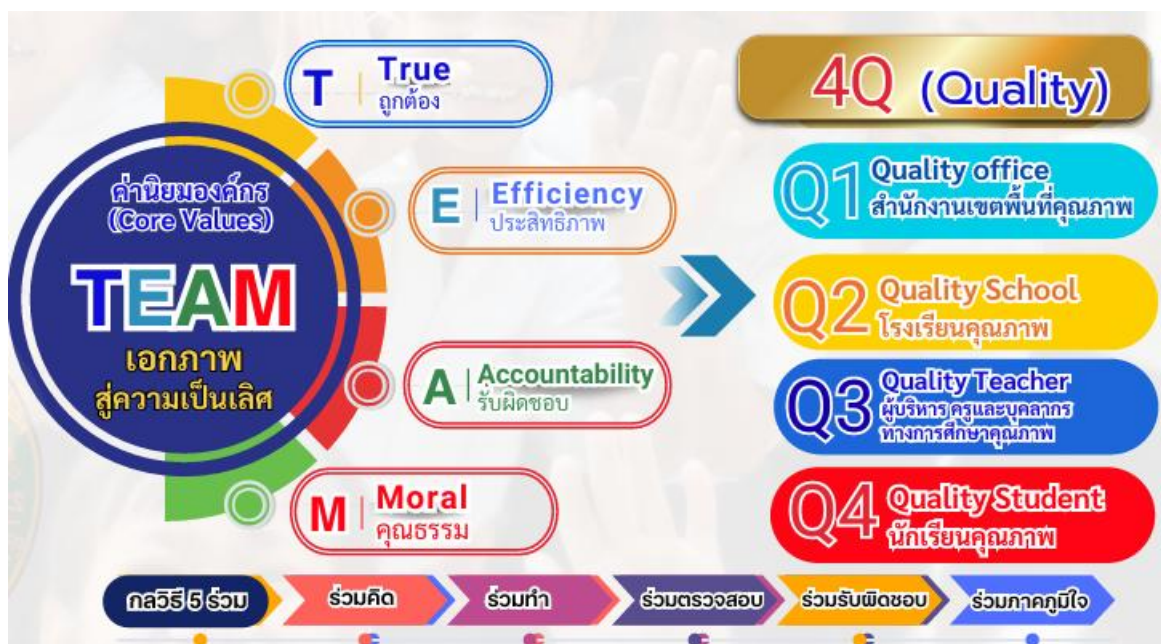 ค่านิยมองค์กร
(Core Values)
TEAM
เอกภาพ
สู่ความเป็นเลิศ
T | True
ถูกต้อง
E | Efficiency
ประสิทธิภาพ
A | Accountability
รับผิดชอบ
M | Moral
คุณธรรม
4Q (Quality)
Q1 Quality office
สำนักงานเขตพื้นที่คุณภาพ
Q2 Quality School
โรงเรียนคุณภาพ
Q3 Quality Teacher
ผู้บริหาร ครูและบุคลากร
ทางการศึกษาคุณภาพ
Q4 Quality Student
นักเรียนคุณภาพ
กลวิธี 5 ร่วม ร่วมคิด ร่วมทำ ร่วมตรวจสอบ ร่วมรับผิดชอบ ร่วมภาคภูมิใจ